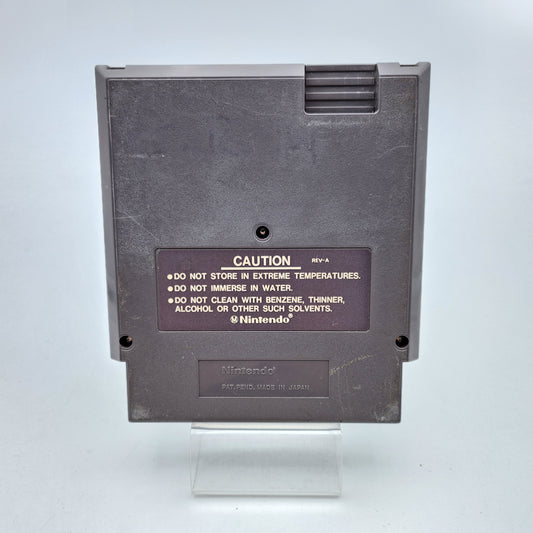 CAUTION REV-A
●DO NOT STORE IN EXTREME TEMPERATURES.
●DO NOT IMMERSE IN WATER.
●DO NOT CLEAN WITH BENZENE, THINNER,
ALCOHOL OR OTHER SUCH SOLVENTS.
Ⓜ Nintendo®
Nintendo®
PAT. PEND. MADE IN JAPAN